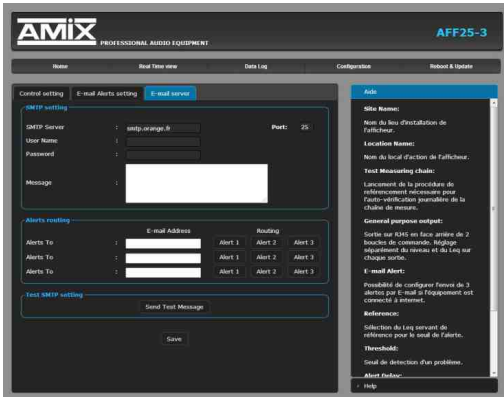 AMIX
PROFESSIONAL AUDIO EQUIPMENT
AFF25-3
Home Real Time view Data Log Configuration Reboot & Update
Control setting E-mail Alerts setting E-mail server
SMTP setting
SMTP Server : smtp.orange.fr Port: 25
User Name :
Password :
Message :
Alerts routing
E-mail Address Routing
Alerts To : Alert 1 Alert 2 Alert 3
Alerts To : Alert 1 Alert 2 Alert 3
Alerts To : Alert 1 Alert 2 Alert 3
Test SMTP setting
Send Test Message
Save
Aide
Site Name:
Nom du lieu d'installation de
l'afficheur.
Location Name:
Nom du local d'action de l'afficheur.
Test Measuring chain:
Lancement de la procédure de
référencement nécessaire pour
l'auto-vérification journalière de la
chaîne de mesure.
General purpose output:
Sortie sur RJ45 en face arrière de 2
boucles de commande. Réglage
séparément du niveau et du Leq sur
chaque sortie.
E-mail Alert:
Possibilité de configurer l'envoi de 3
alertes par E-mail si l'équipement est
connecté à internet.
Reference:
Sélection du Leq servant de
référence pour le seuil de l'alerte.
Threshold:
Seuil de détection d'un problème.
Alert Delay:
Help